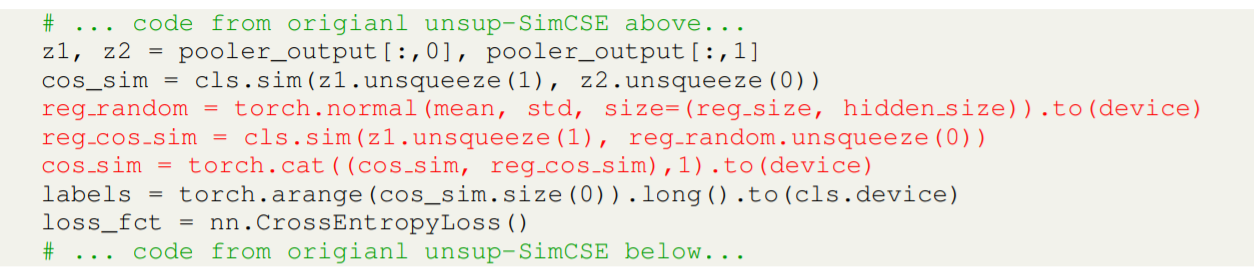 # ... code from origianl unsup-SimCSE above...
z1, z2 = pooler_output[:,0], pooler_output[:,1]
cos_sim = cls.sim(z1.unsqueeze(1), z2.unsqueeze(0))
reg_random = torch.normal(mean, std, size=(reg_size, hidden_size)).to(device)
reg_cos_sim = cls.sim(z1.unsqueeze(1), reg_random.unsqueeze(0))
cos_sim = torch.cat((cos_sim, reg_cos_sim),1).to(device)
labels = torch.arange(cos_sim.size(0)).long().to(cls.device)
loss_fct = nn.CrossEntropyLoss()
# ... code from origianl unsup-SimCSE below...